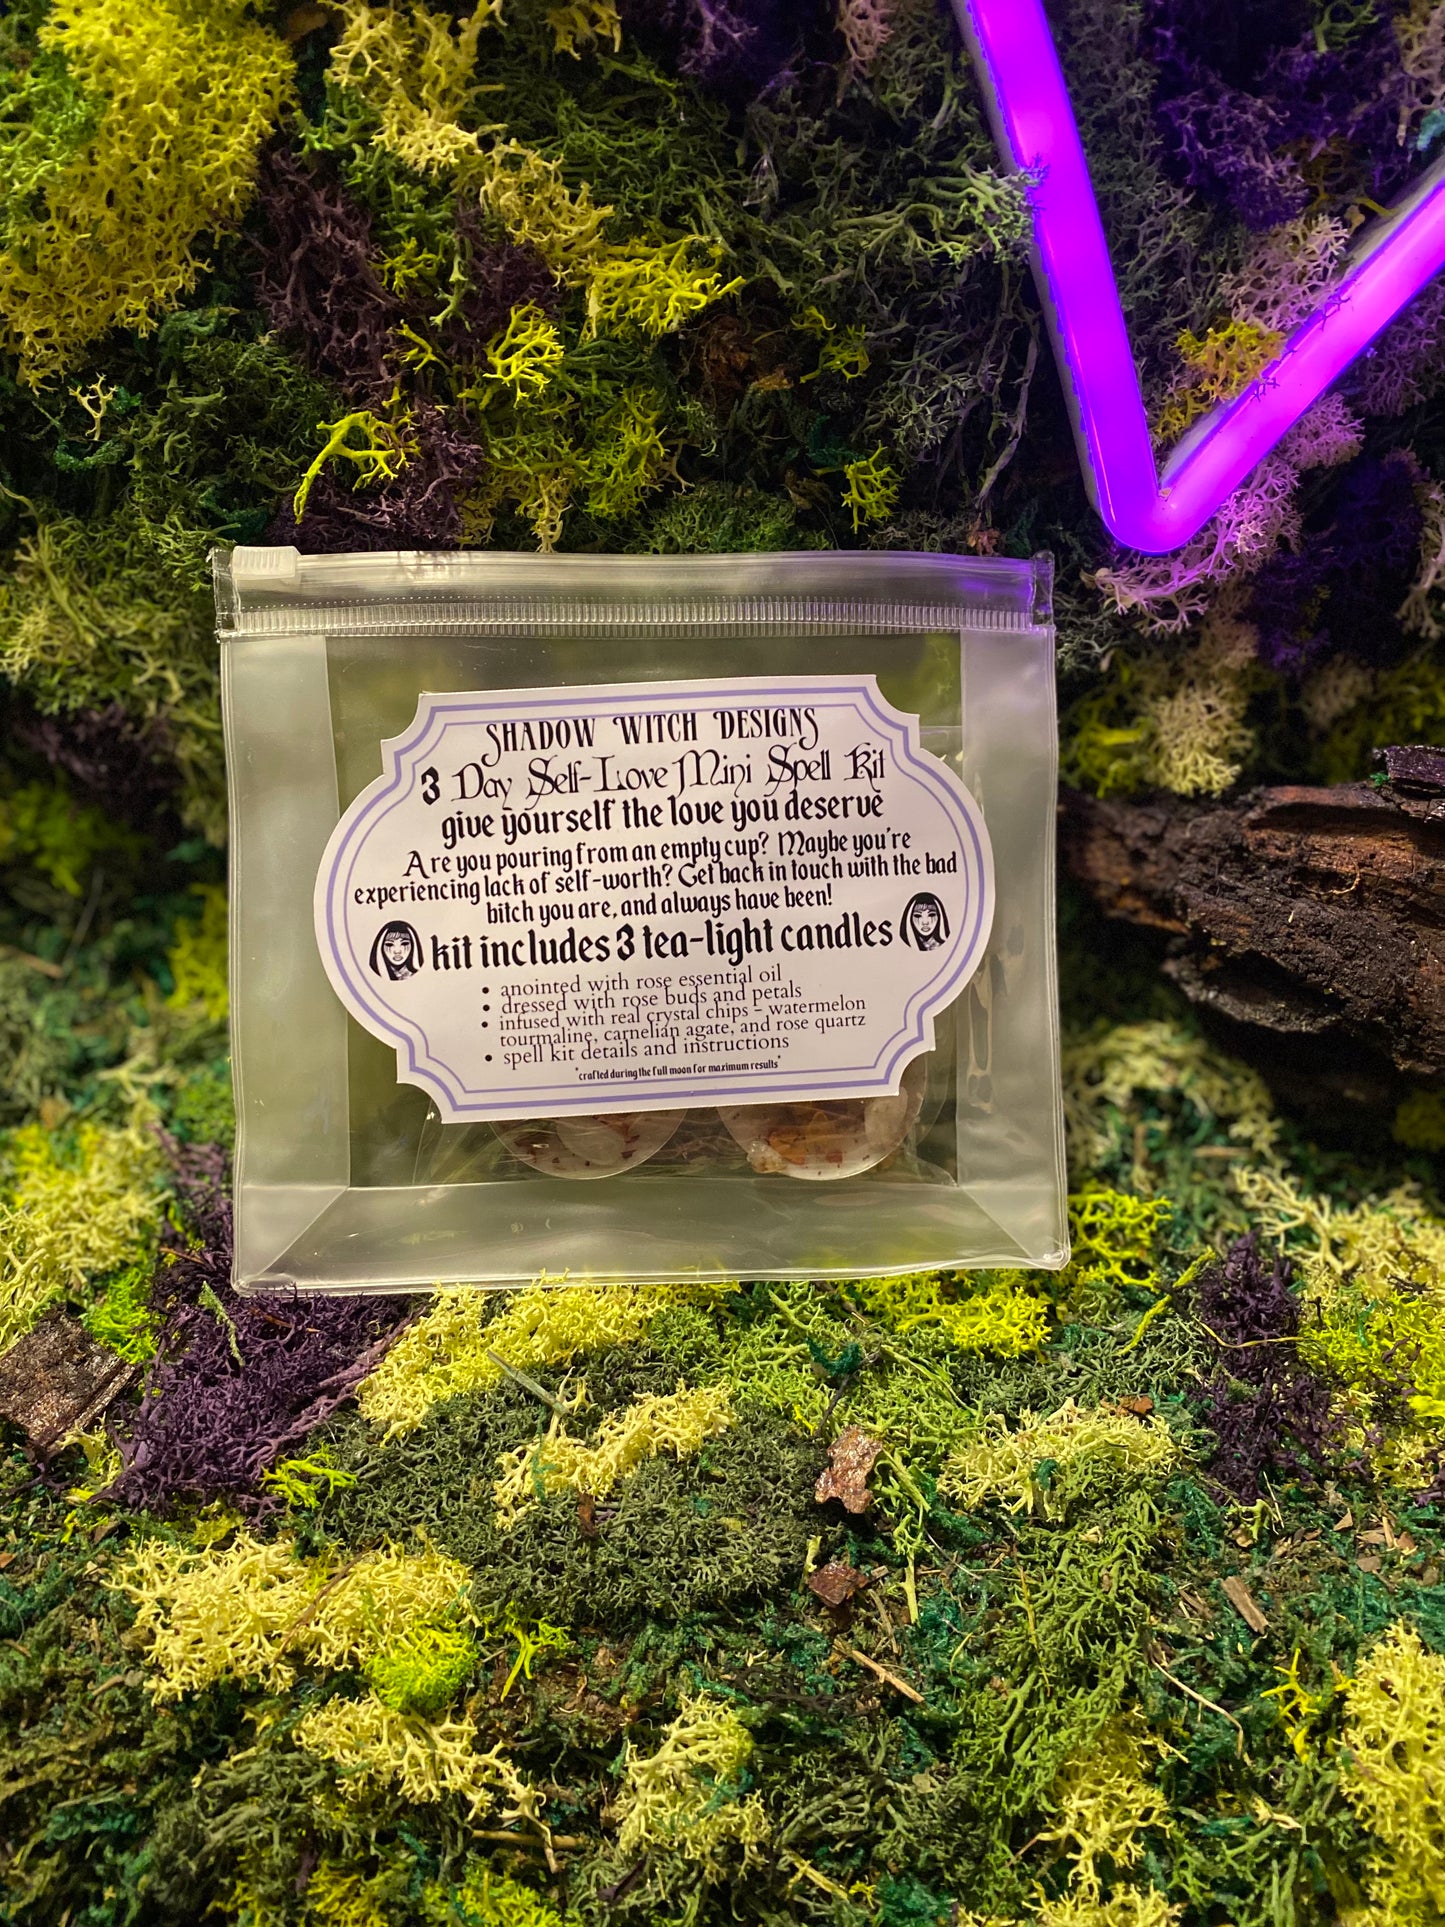 SHADOW WITCH DESIGNS
3 Day Self-Love Mini Spell Kit
give yourself the love you deserve
Are you pouring from an empty cup? Maybe you're
experiencing lack of self-worth? Get back in touch with the bad
bitch you are, and always have been!
kit includes 3 tea-light candles
• anointed with rose essential oil
• dressed with rose buds and petals
• infused with real crystal chips - watermelon
tourmaline, carnelian agate, and rose quartz
• spell kit details and instructions
*crafted during the full moon for maximum results*